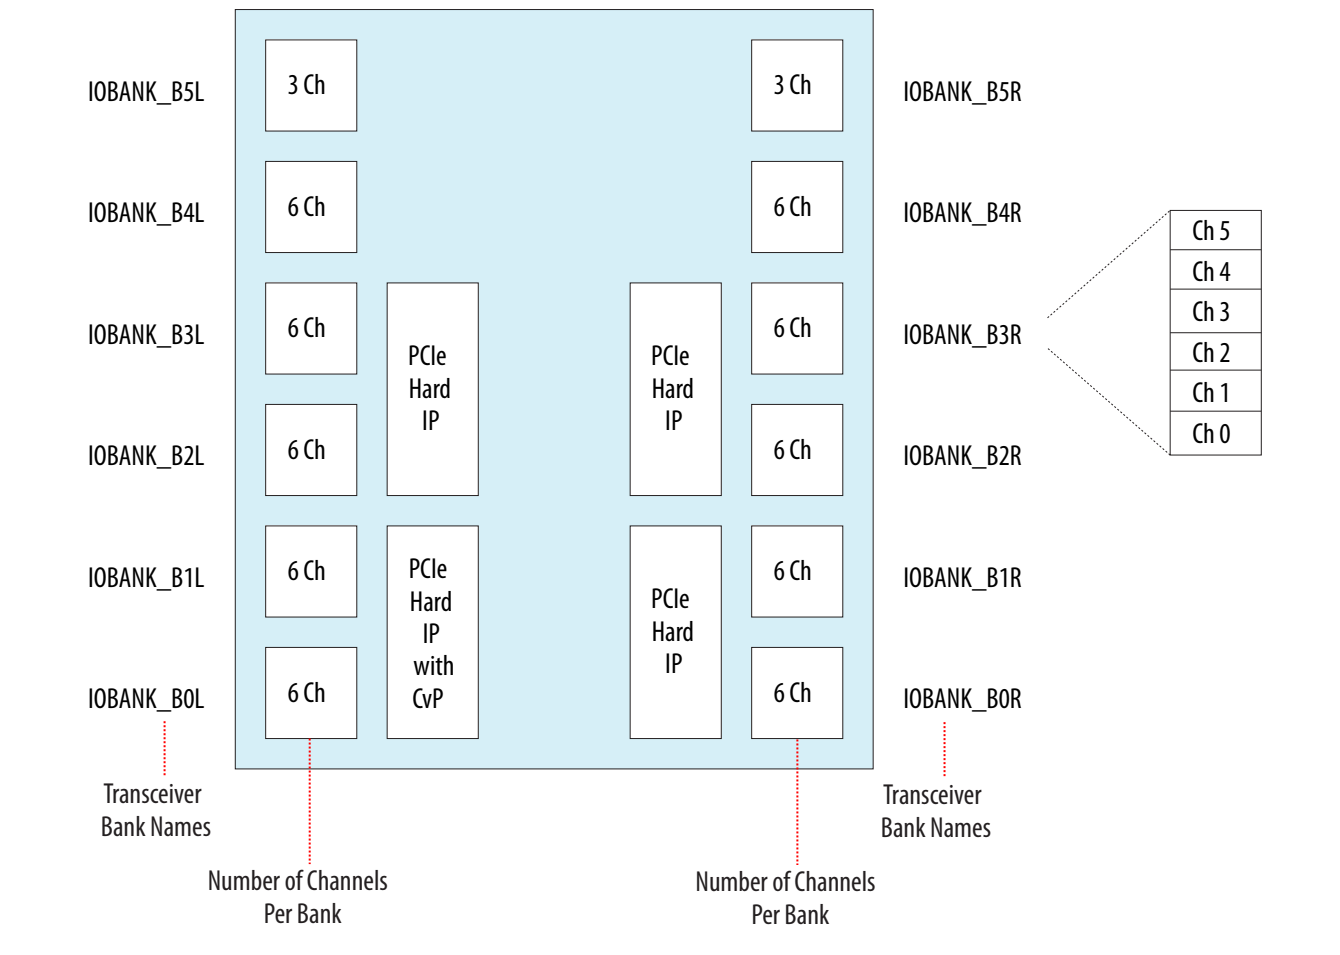 IOBANK_B5L
3 Ch
3 Ch
IOBANK_B5R
IOBANK_B4L
6 Ch
6 Ch
IOBANK_B4R
IOBANK_B3L
6 Ch
PCIe
Hard
IP
PCIe
Hard
IP
6 Ch
IOBANK_B3R
Ch 5
Ch 4
Ch 3
Ch 2
Ch 1
Ch 0
IOBANK_B2L
6 Ch
6 Ch
IOBANK_B2R
IOBANK_B1L
6 Ch
PCIe
Hard
IP
with
CvP
PCIe
Hard
IP
6 Ch
IOBANK_B1R
IOBANK_B0L
6 Ch
6 Ch
IOBANK_B0R
Transceiver
Bank Names
Transceiver
Bank Names
Number of Channels
Per Bank
Number of Channels
Per Bank